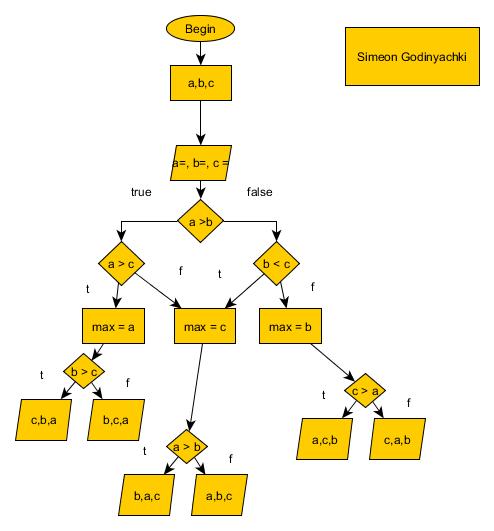 Begin
Simeon Godinyachki
a,b,c
a=, b=, c =
true
false
a >b
a > c
f
t
b < c
t
f
max = a
max = c
max = b
b > c
t
f
c > a
t
f
c,b,a
b,c,a
a,c,b
c,a,b
a > b
t
f
b,a,c
a,b,c